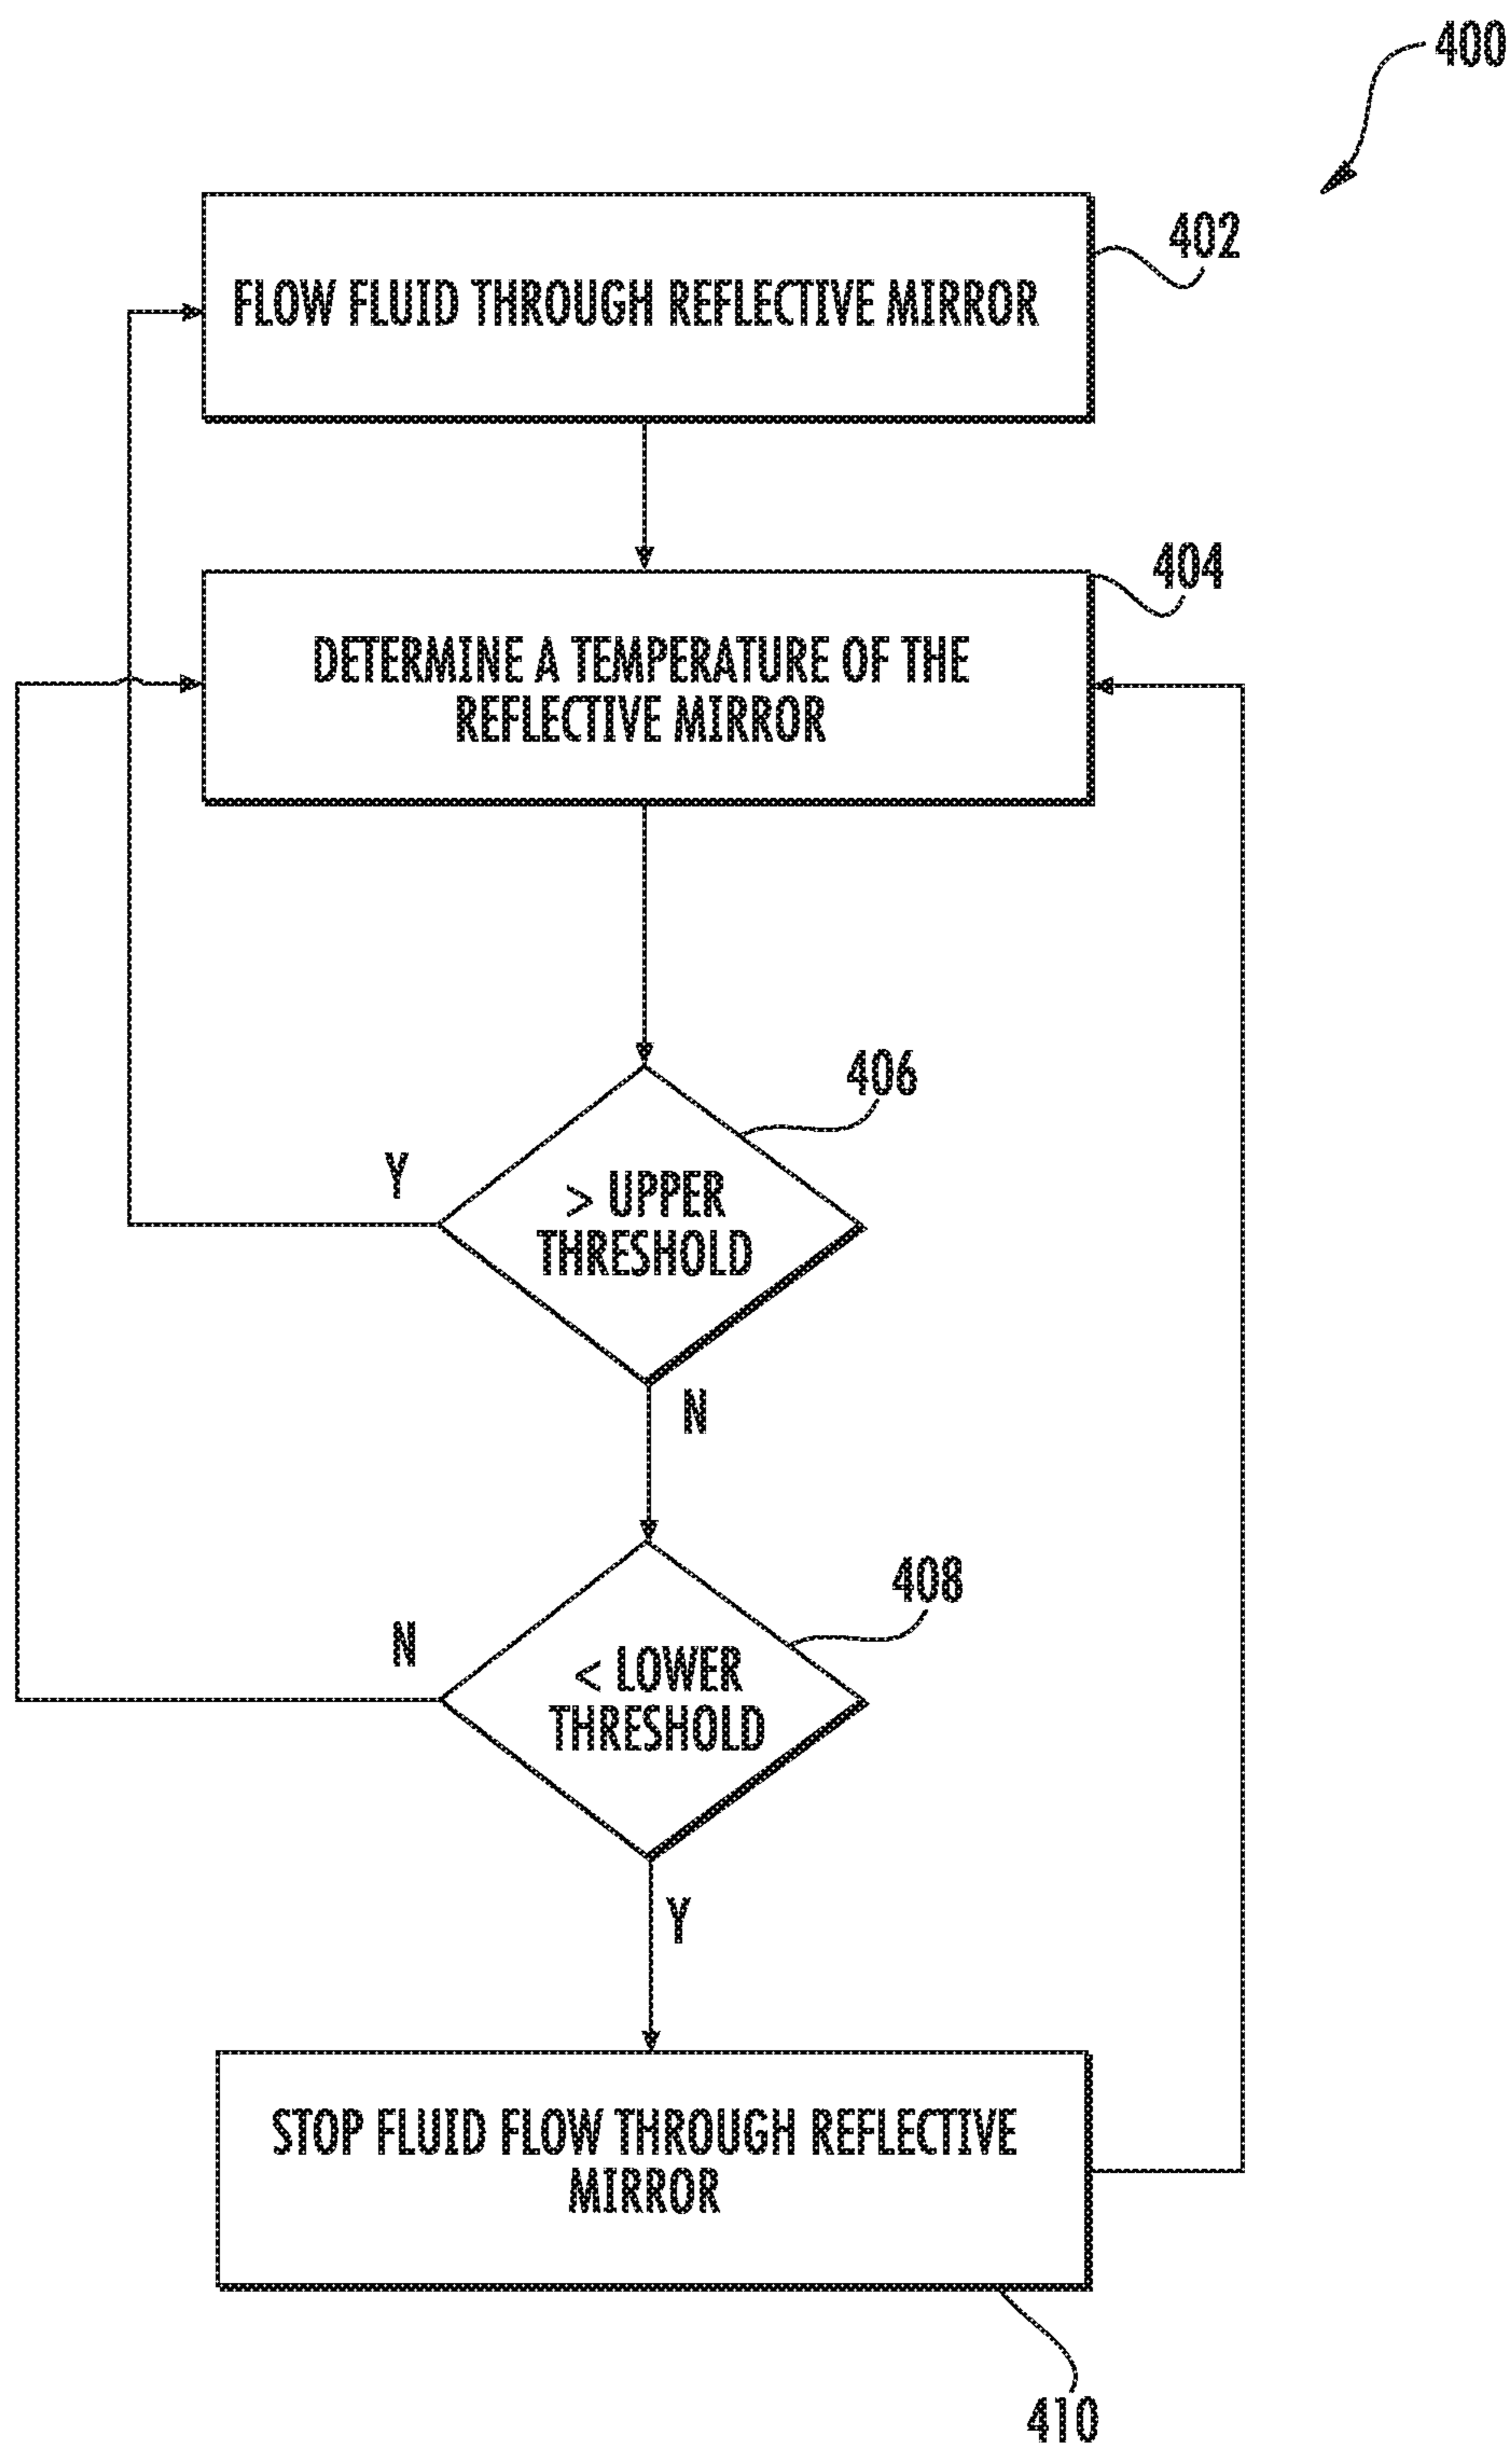 400
402
FLOW FLUID THROUGH REFLECTIVE MIRROR
404
DETERMINE A TEMPERATURE OF THE
REFLECTIVE MIRROR
406
Y
> UPPER
THRESHOLD
N
408
N
< LOWER
THRESHOLD
Y
STOP FLUID FLOW THROUGH REFLECTIVE
MIRROR
410